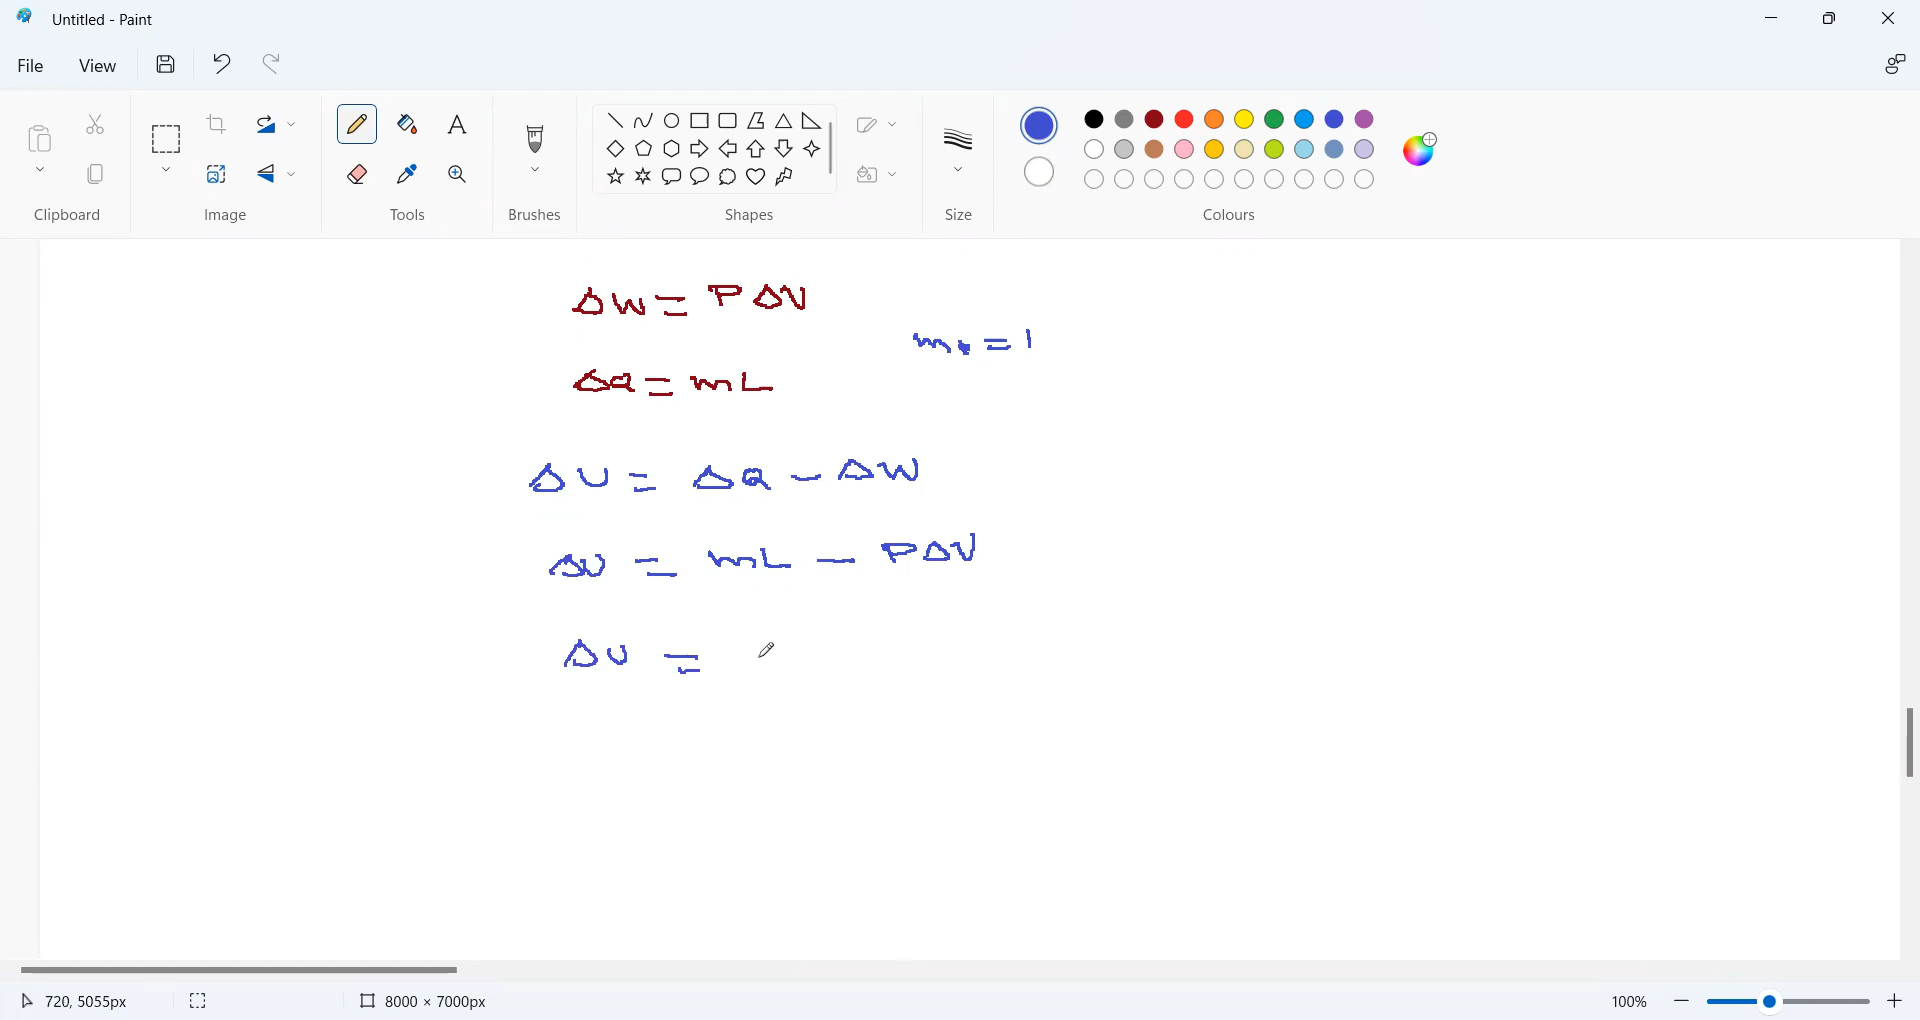 Untitled - Paint
File View
Clipboard Image Tools Brushes Shapes Size Colours
ΔW = PΔV
m = 1
ΔQ = mL
ΔU = ΔQ - ΔW
ΔU = mL - PΔV
ΔU =
720, 5055px 8000 × 7000px 100%